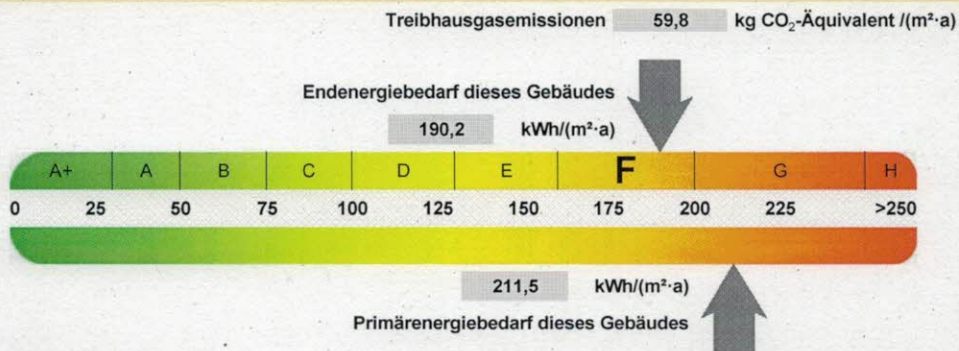 Treibhausgasemissionen 59,8 kg CO₂-Äquivalent /(m²·a)
Endenergiebedarf dieses Gebäudes
190,2 kWh/(m²·a)
A+ A B C D E F G H
0 25 50 75 100 125 150 175 200 225 >250
211,5 kWh/(m²·a)
Primärenergiebedarf dieses Gebäudes